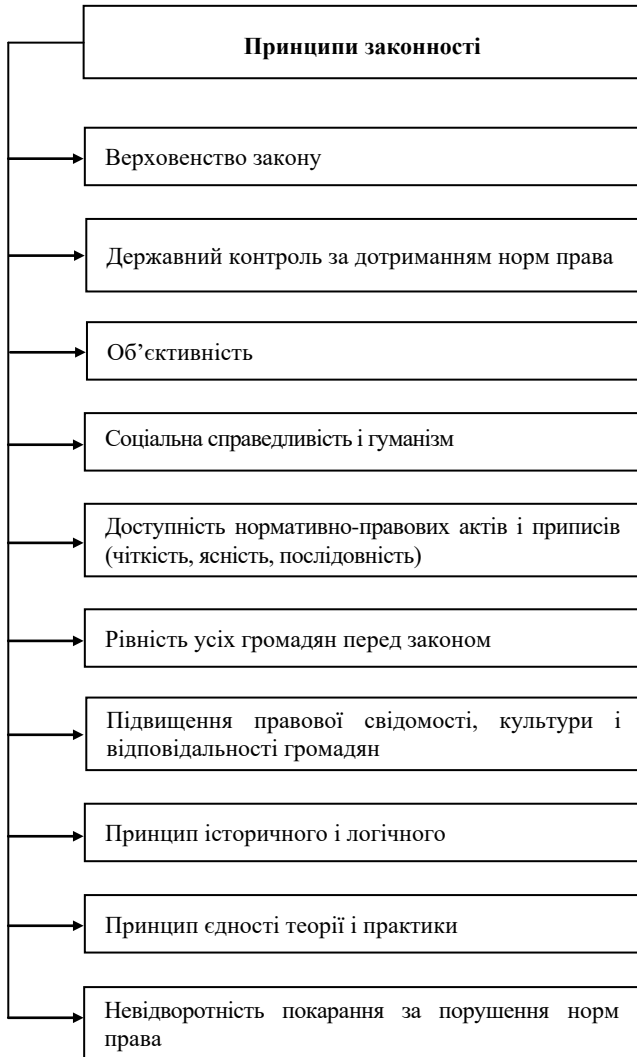 Принципи законності
Верховенство закону
Державний контроль за дотриманням норм права
Об’єктивність
Соціальна справедливість і гуманізм
Доступність нормативно-правових актів і приписів
(чіткість, ясність, послідовність)
Рівність усіх громадян перед законом
Підвищення правової свідомості, культури і
відповідальності громадян
Принцип історичного і логічного
Принцип єдності теорії і практики
Невідворотність покарання за порушення норм
права